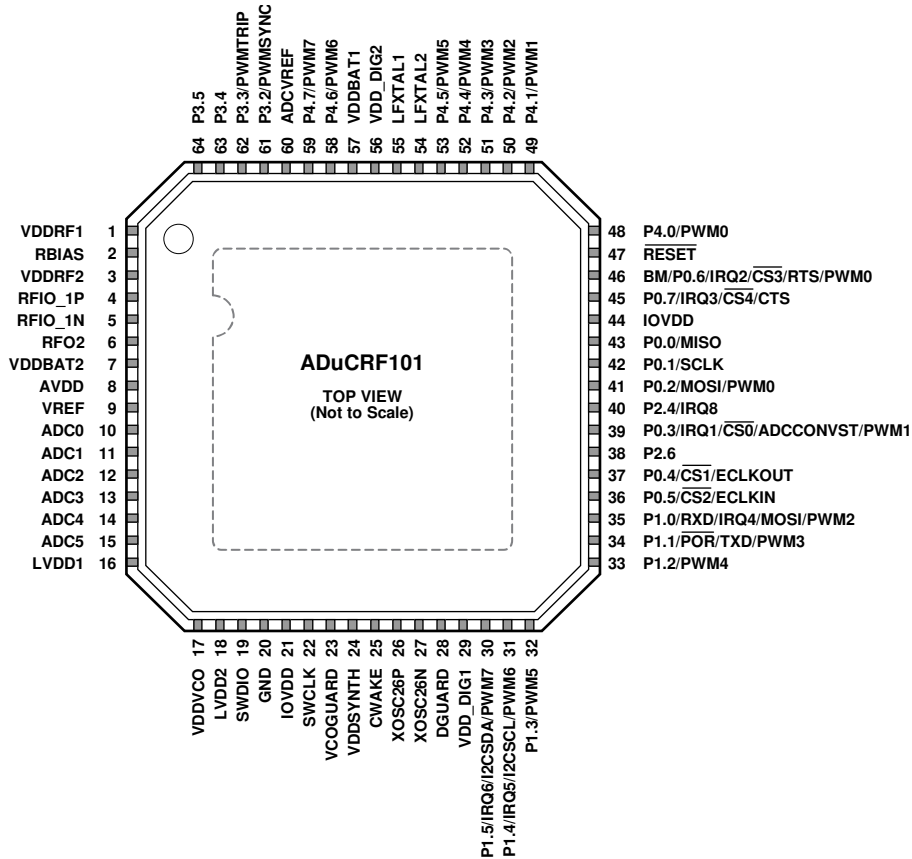 64 P3.5
63 P3.4
62 P3.3/PWMTRIP
61 P3.2/PWMSYNC
60 ADCVREF
59 P4.7/PWM7
58 P4.6/PWM6
57 VDDBAT1
56 VDD_DIG2
55 LFXTAL1
54 LFXTAL2
53 P4.5/PWM5
52 P4.4/PWM4
51 P4.3/PWM3
50 P4.2/PWM2
49 P4.1/PWM1
VDDRF1 1
RBIAS 2
VDDRF2 3
RFIO_1P 4
RFIO_1N 5
RFO2 6
VDDBAT2 7
AVDD 8
VREF 9
ADC0 10
ADC1 11
ADC2 12
ADC3 13
ADC4 14
ADC5 15
LVDD1 16
ADuCRF101
TOP VIEW
(Not to Scale)
48 P4.0/PWM0
47 RESET
46 BM/P0.6/IRQ2/CS3/RTS/PWM0
45 P0.7/IRQ3/CS4/CTS
44 IOVDD
43 P0.0/MISO
42 P0.1/SCLK
41 P0.2/MOSI/PWM0
40 P2.4/IRQ8
39 P0.3/IRQ1/CS0/ADCCONVST/PWM1
38 P2.6
37 P0.4/CS1/ECLKOUT
36 P0.5/CS2/ECLKIN
35 P1.0/RXD/IRQ4/MOSI/PWM2
34 P1.1/POR/TXD/PWM3
33 P1.2/PWM4
VDDVCO 17
LVDD2 18
SWDIO 19
GND 20
IOVDD 21
SWCLK 22
VCOGUARD 23
VDDSYNTH 24
CWAKE 25
XOSC26P 26
XOSC26N 27
DGUARD 28
VDD_DIG1 29
P1.5/IRQ6/I2CSDA/PWM7 30
P1.4/IRQ5/I2CSCL/PWM6 31
P1.3/PWM5 32